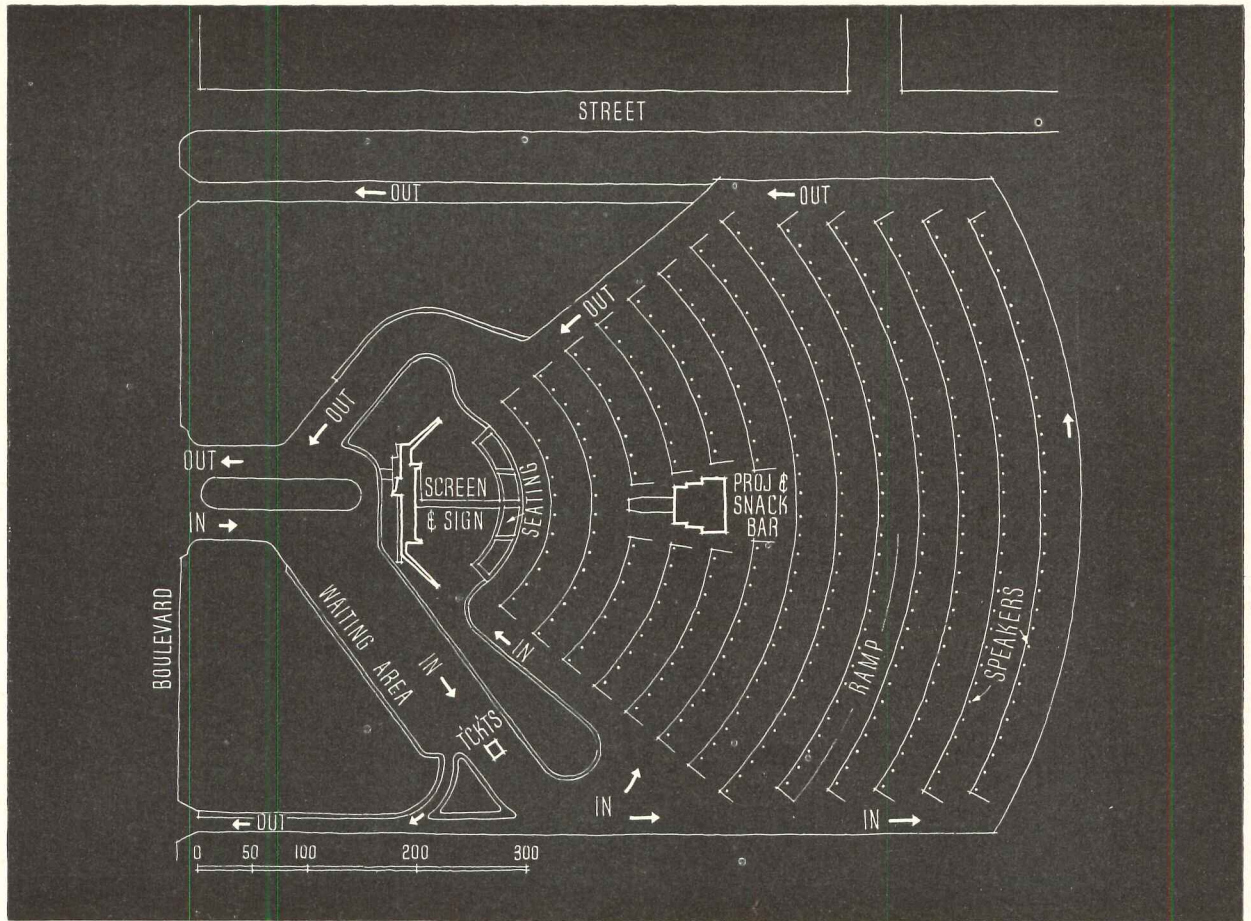 STREET
OUT
OUT
OUT
OUT
OUT
IN
SCREEN
¢ SIGN
SEATING
PROJ ¢
SNACK
BAR
BOULEVARD
WAITING AREA
IN
IN
TCKTS
RAMP
SPEAKERS
IN
IN
OUT
0 50 100 200 300